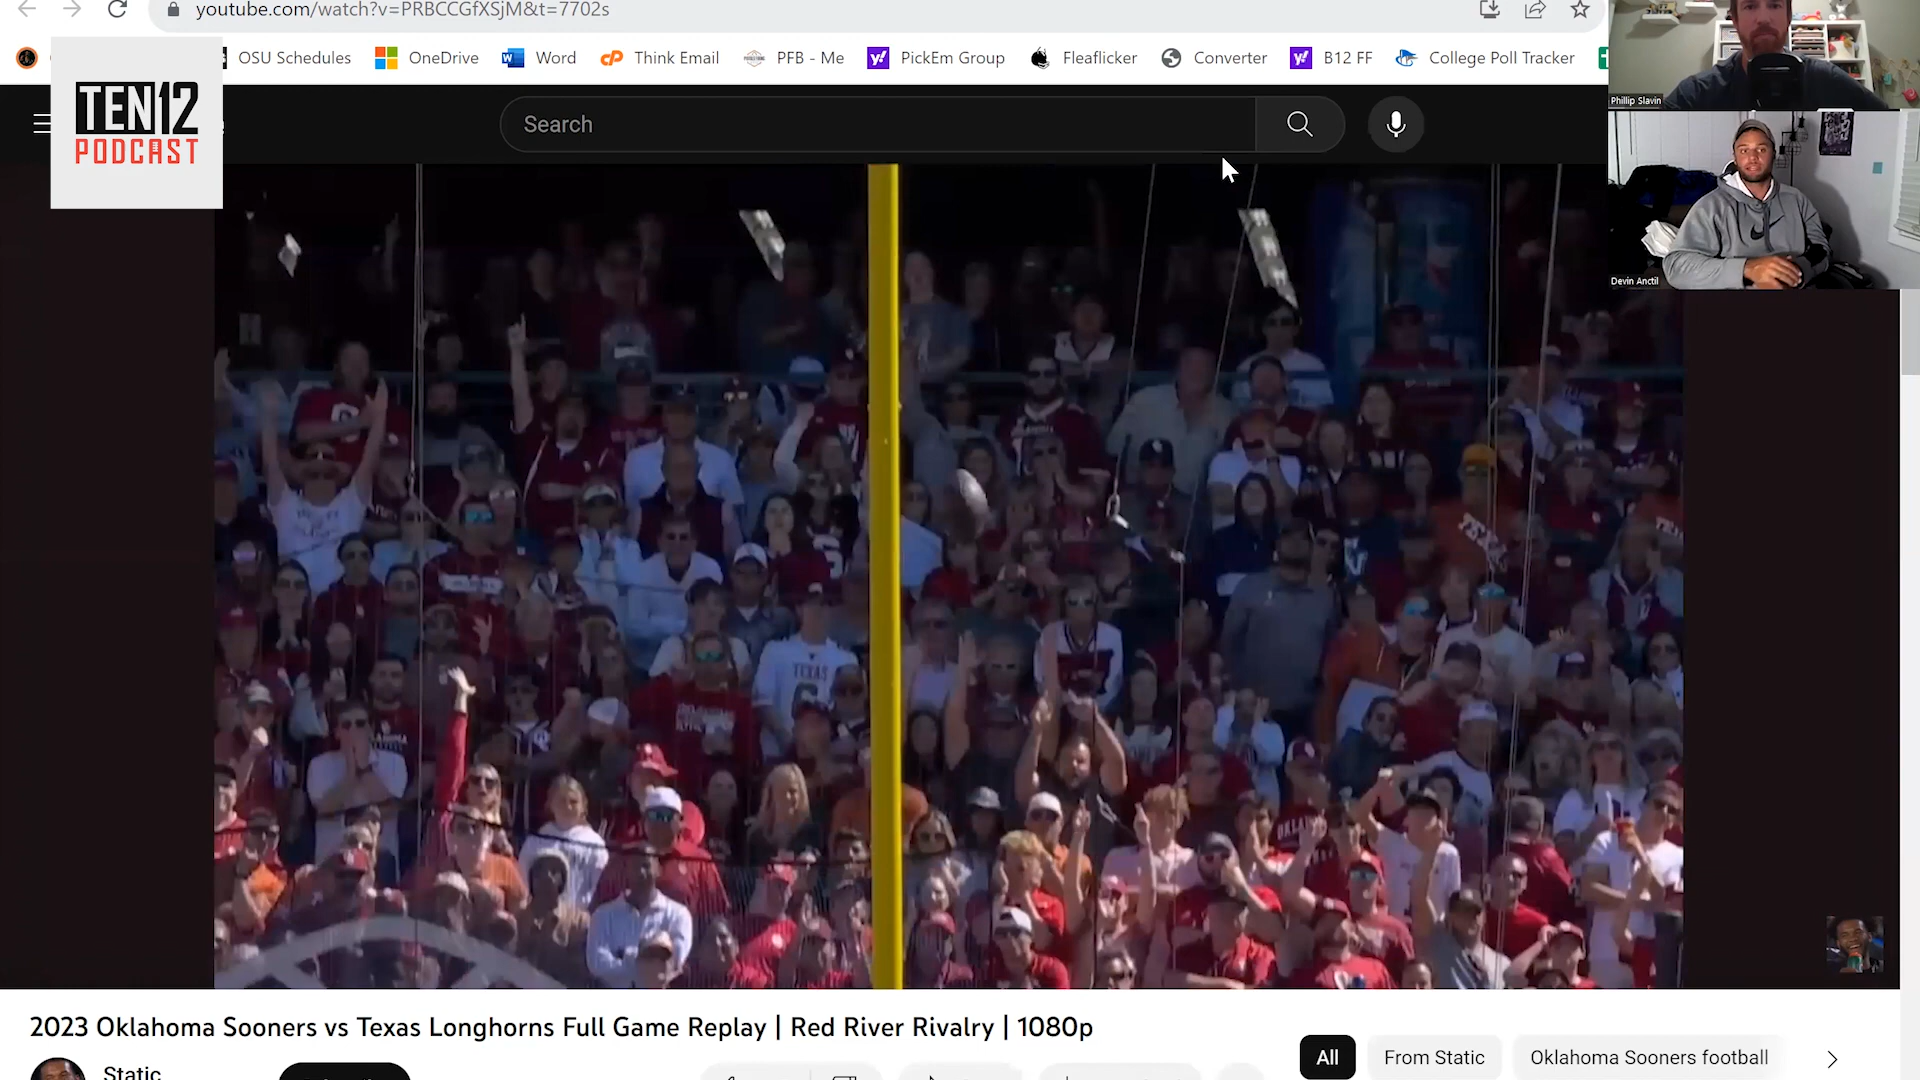 youtube.com/watch?v=PRBCCGfXSjM&t=7702s
OSU Schedules OneDrive Word Think Email PFB - Me PickEm Group Fleaflicker Converter B12 FF College Poll Tracker
TEN12
PODCAST
Search
Phillip Slavin
Devin Anctil
TEXAS
2023 Oklahoma Sooners vs Texas Longhorns Full Game Replay | Red River Rivalry | 1080p
Static
All From Static Oklahoma Sooners football